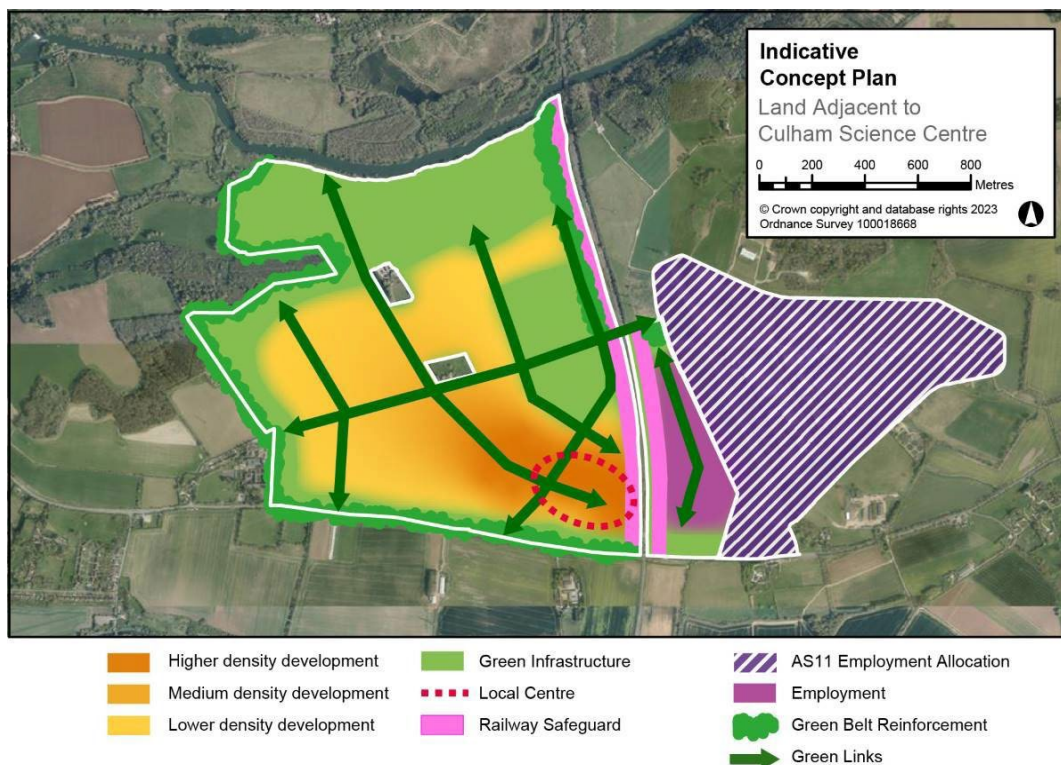 Indicative
Concept Plan
Land Adjacent to
Culham Science Centre
0 200 400 600 800
Metres
© Crown copyright and database rights 2023
Ordnance Survey 100018668
Higher density development
Medium density development
Lower density development
Green Infrastructure
Local Centre
Railway Safeguard
AS11 Employment Allocation
Employment
Green Belt Reinforcement
Green Links